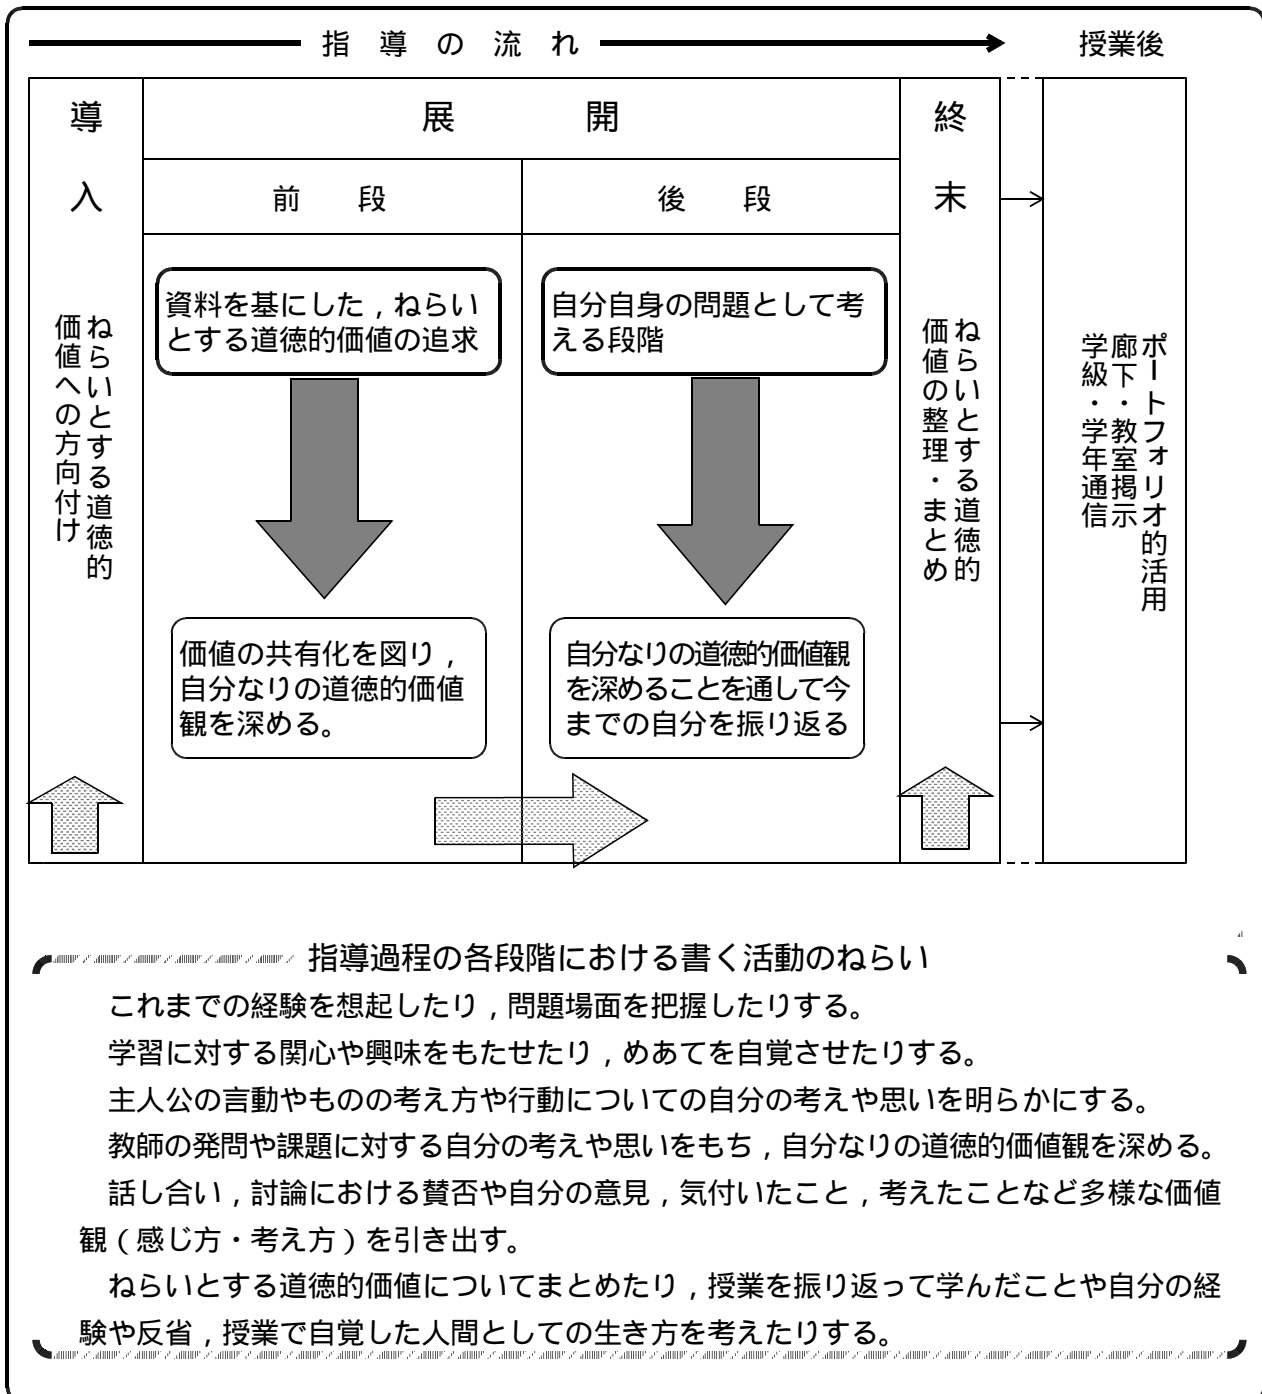 指導の流れ
授業後
導入
展開
終末
前段
後段
ねらいとする道徳的
価値への方向付け
資料を基にした，ねらい
とする道徳的価値の追求
価値の共有化を図り，
自分なりの道徳的価値
観を深める。
自分自身の問題として考
える段階
自分なりの道徳的価値観
を深めることを通して今
までの自分を振り返る
ねらいとする道徳的
価値の整理・まとめ
ポートフォリオ的活用
廊下・教室掲示
学級・学年通信
指導過程の各段階における書く活動のねらい
これまでの経験を想起したり，問題場面を把握したりする。
学習に対する関心や興味をもたせたり，めあてを自覚させたりする。
主人公の言動やものの考え方や行動についての自分の考えや思いを明らかにする。
教師の発問や課題に対する自分の考えや思いをもち，自分なりの道徳的価値観を深める。
話し合い，討論における賛否や自分の意見，気付いたこと，考えたことなど多様な価値
観（感じ方・考え方）を引き出す。
ねらいとする道徳的価値についてまとめたり，授業を振り返って学んだことや自分の経
験や反省，授業で自覚した人間としての生き方を考えたりする。